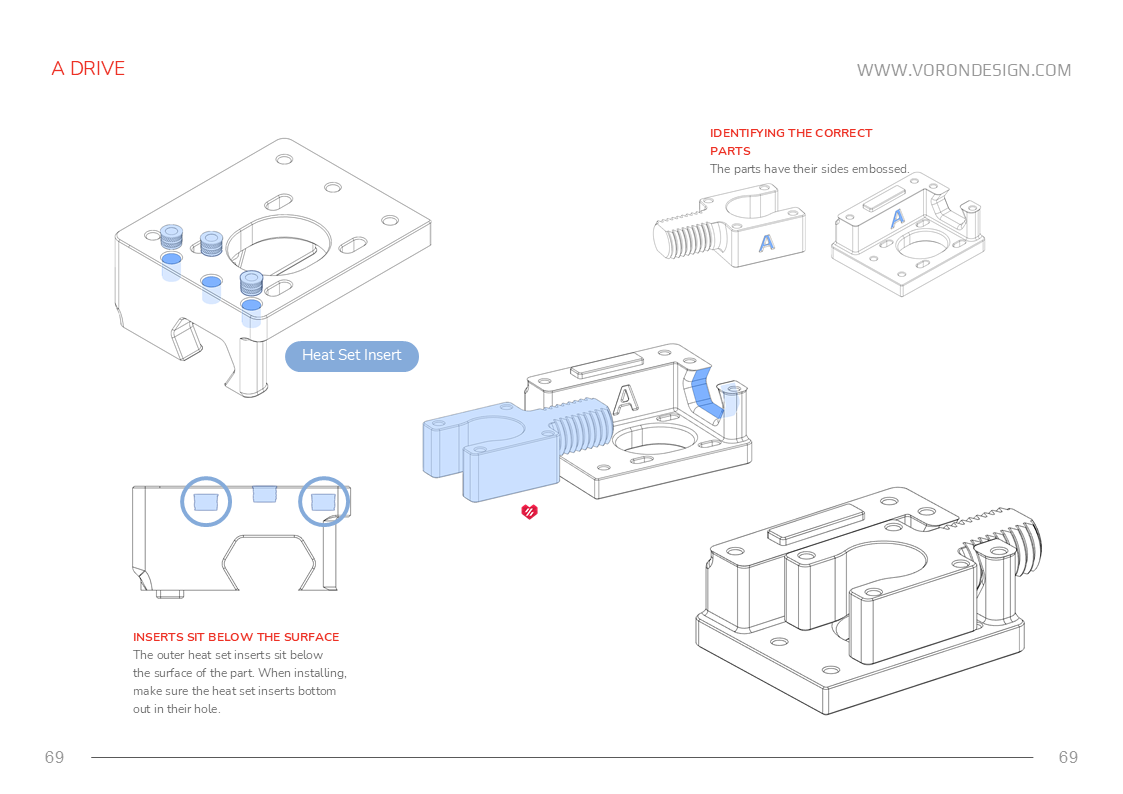 A DRIVE
WWW.VORONDESIGN.COM
IDENTIFYING THE CORRECT
PARTS
The parts have their sides embossed.
A
A
Heat Set Insert
A
INSERTS SIT BELOW THE SURFACE
The outer heat set inserts sit below
the surface of the part. When installing,
make sure the heat set inserts bottom
out in their hole.
69
69